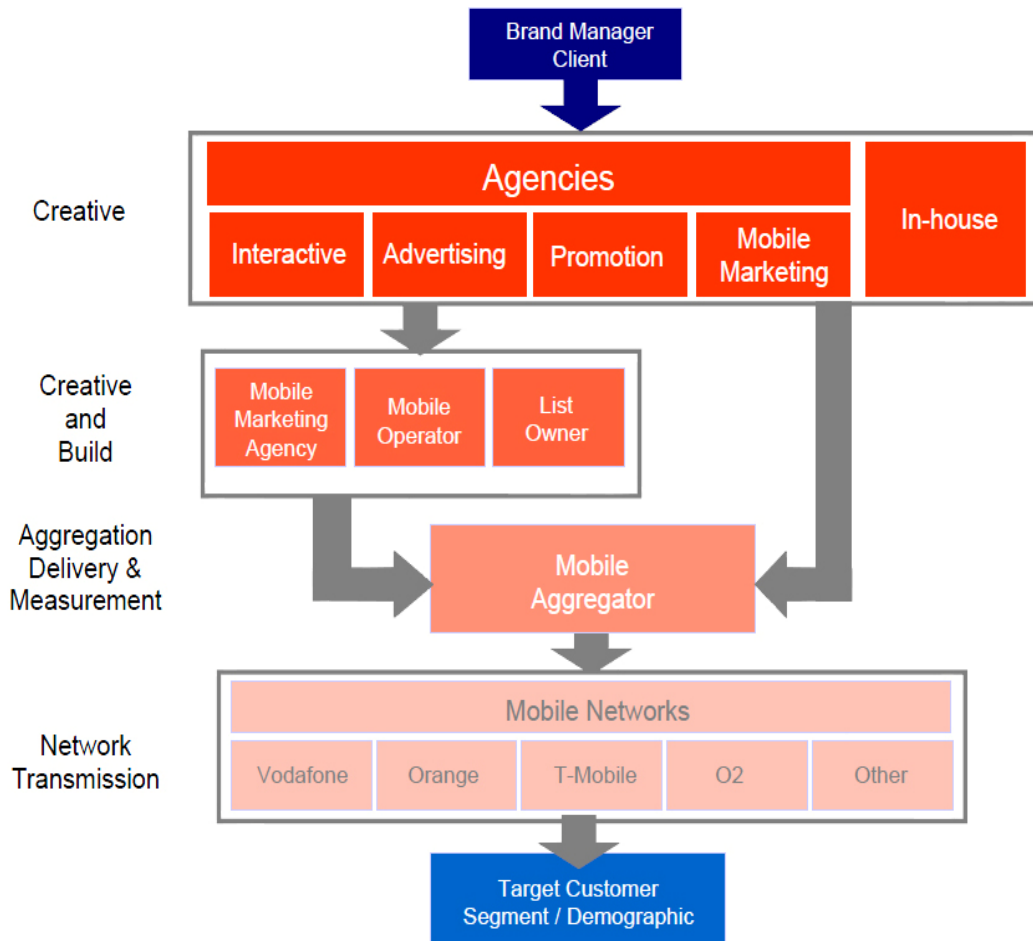 Brand Manager
Client
Creative
Agencies
In-house
Interactive
Advertising
Promotion
Mobile
Marketing
Creative
and
Build
Mobile
Marketing
Agency
Mobile
Operator
List
Owner
Aggregation
Delivery &
Measurement
Mobile
Aggregator
Network
Transmission
Mobile Networks
Vodafone
Orange
T-Mobile
O2
Other
Target Customer
Segment / Demographic